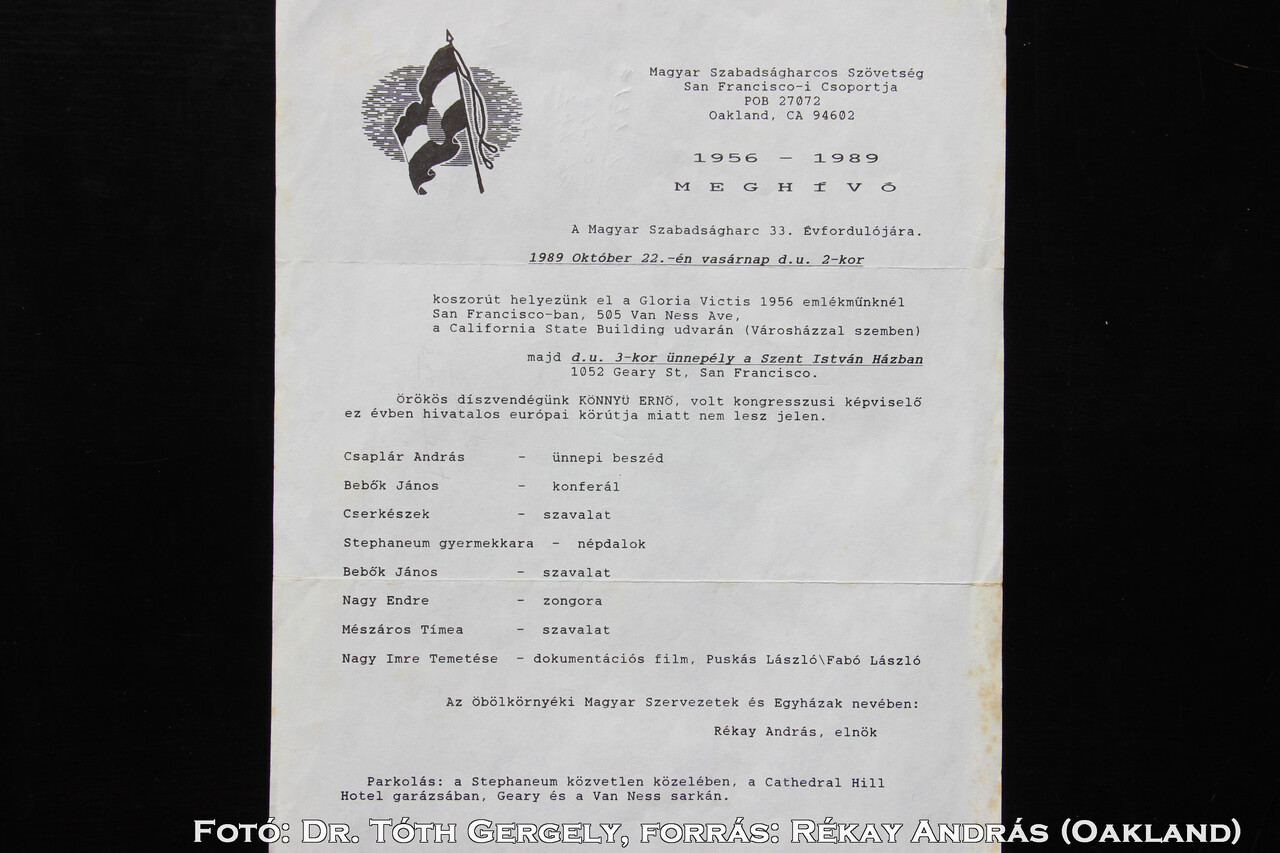 Magyar Szabadságharcos Szövetség
San Francisco-i Csoportja
POB 27072
Oakland, CA 94602
1956 - 1989
M E G H í V Ó
A Magyar Szabadságharc 33. Évfordulójára.
1989 Október 22.-én vasárnap d.u. 2-kor
koszorút helyezünk el a Gloria Victis 1956 emlékműnknél
San Francisco-ban, 505 Van Ness Ave,
a California State Building udvarán (Városházzal szemben)
majd d.u. 3-kor ünnepély a Szent István Házban
1052 Geary St, San Francisco.
Örökös díszvendégünk KÖNNYŰ ERNŐ, volt kongresszusi képviselő
ez évben hivatalos európai körútja miatt nem lesz jelen.
Csaplár András - ünnepi beszéd
Bebők János - konferál
Cserkészek - szavalat
Stephaneum gyermekkara - népdalok
Bebők János - szavalat
Nagy Endre - zongora
Mészáros Tímea - szavalat
Nagy Imre Temetése - dokumentációs film, Puskás László\Fabó László
Az Öbölkörnyéki Magyar Szervezetek és Egyházak nevében:
Rékay András, elnök
Parkolás: a Stephaneum közvetlen közelében, a Cathedral Hill
Hotel garázsában, Geary és a Van Ness sarkán.
Fotó: Dr. Tóth Gergely, forrás: Rékay András (Oakland)